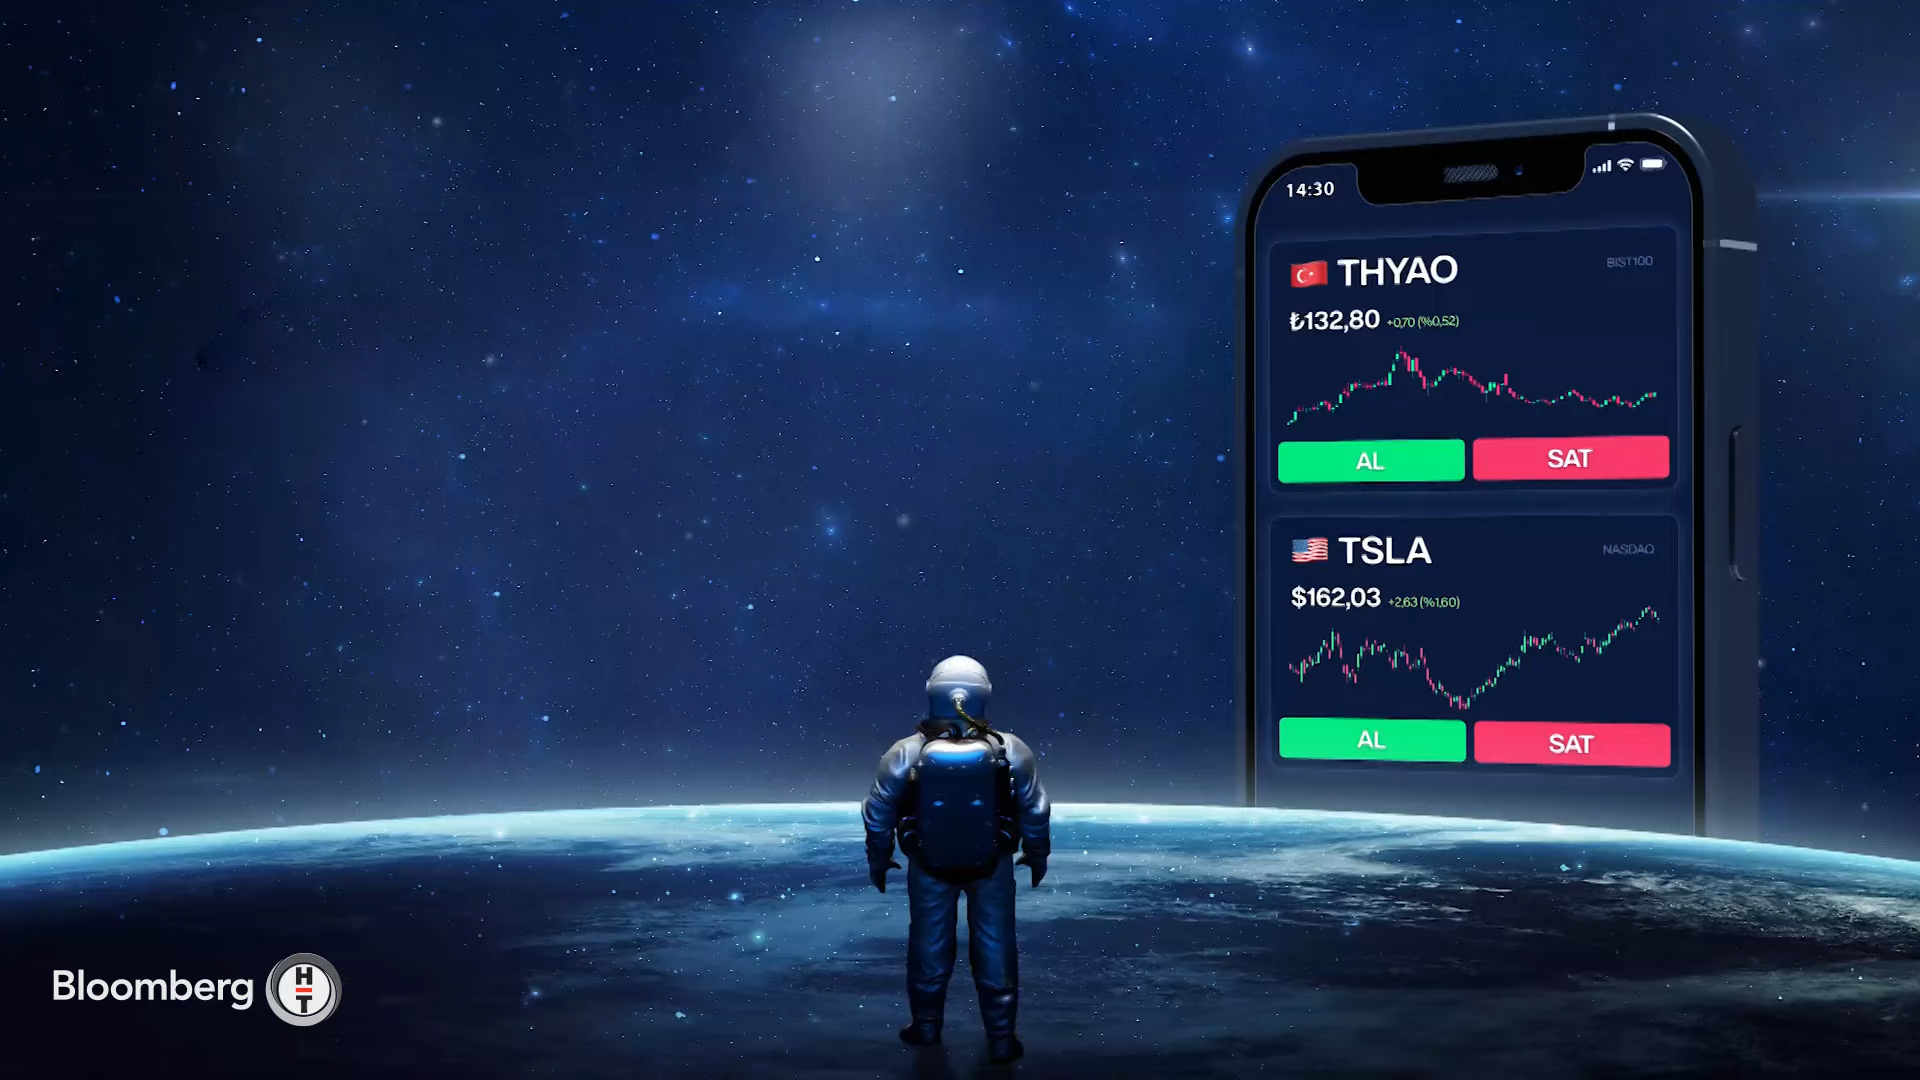 14:30
THYAO
BIST100
₺132,80 +0,70 (%0,52)
AL
SAT
TSLA
NASDAQ
$162,03 +2,63 (%1,60)
AL
SAT
Bloomberg HT